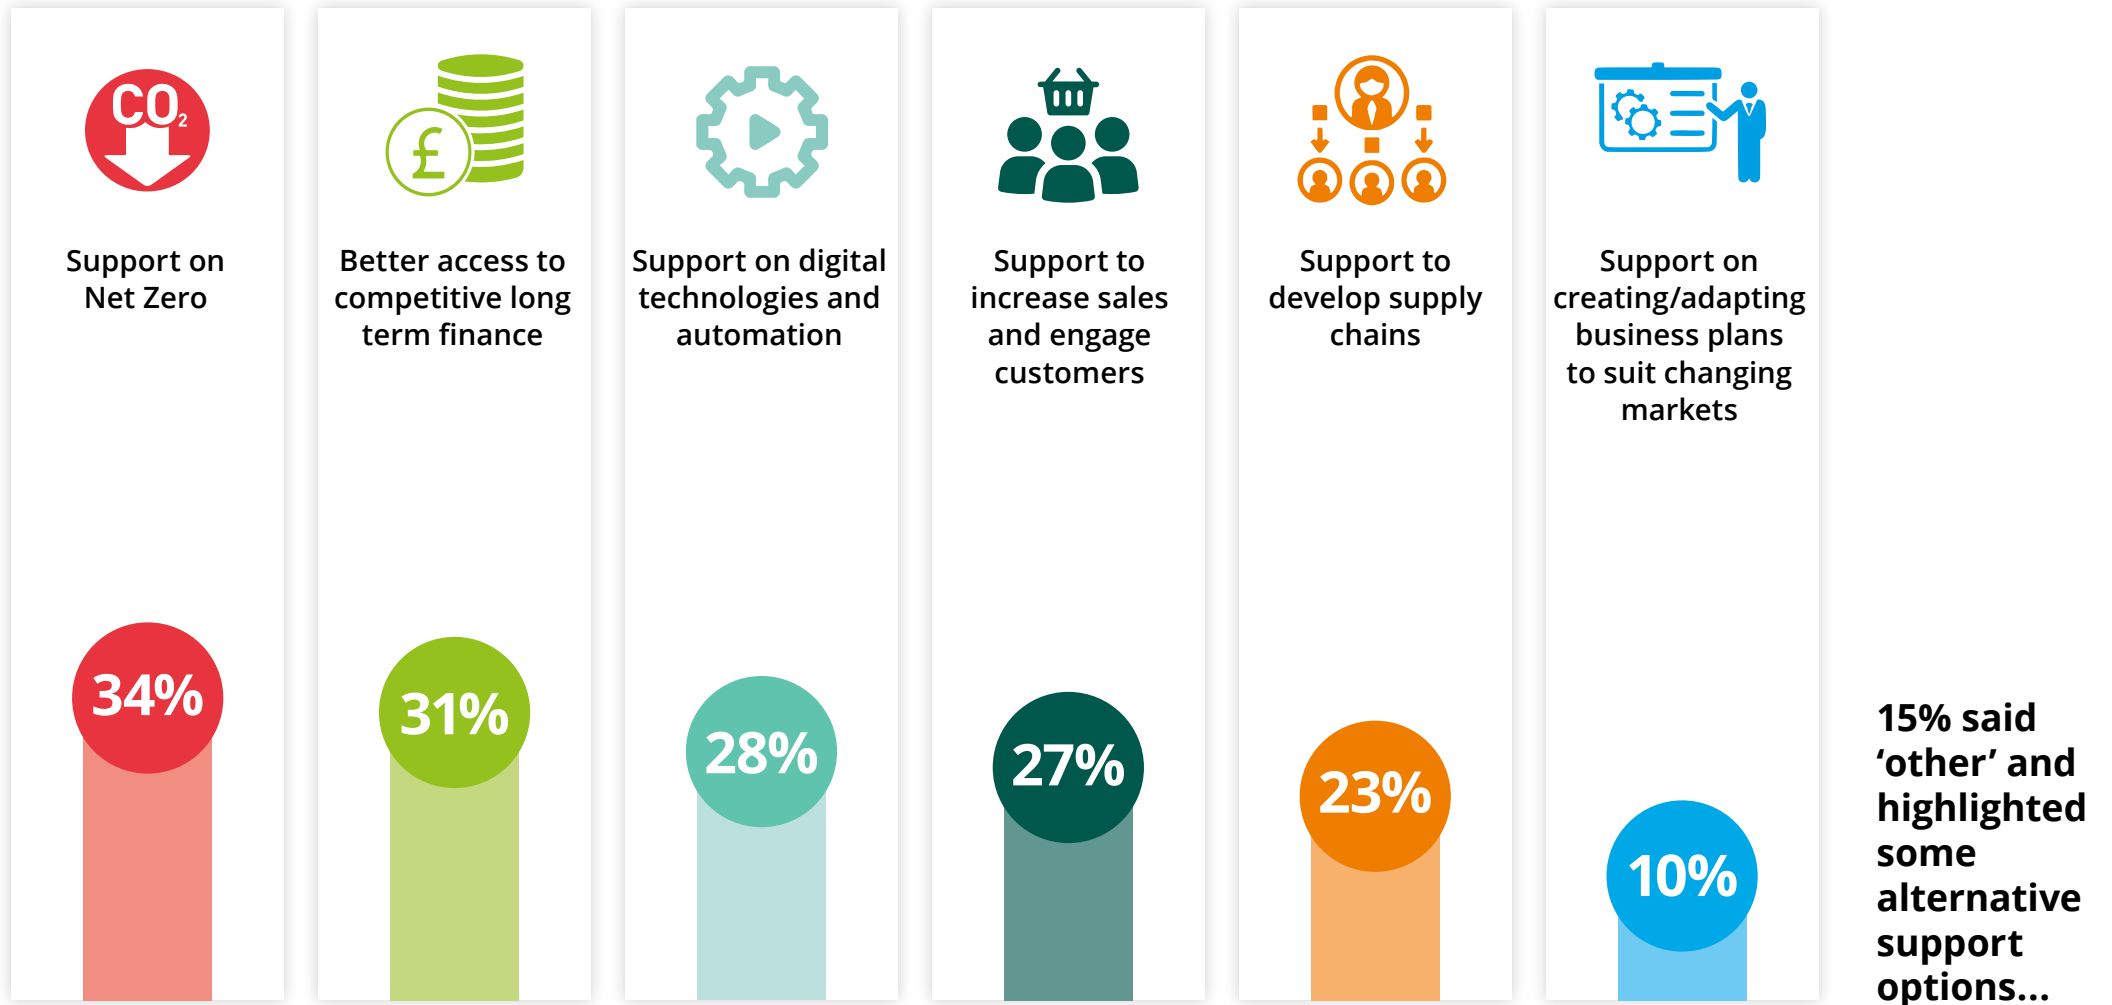 CO₂
£
Support on
Net Zero
34%
Better access to
competitive long
term finance
31%
Support on digital
technologies and
automation
28%
Support to
increase sales
and engage
customers
27%
Support to
develop supply
chains
23%
Support on
creating/adapting
business plans
to suit changing
markets
10%
15% said
‘other’ and
highlighted
some
alternative
support
options...